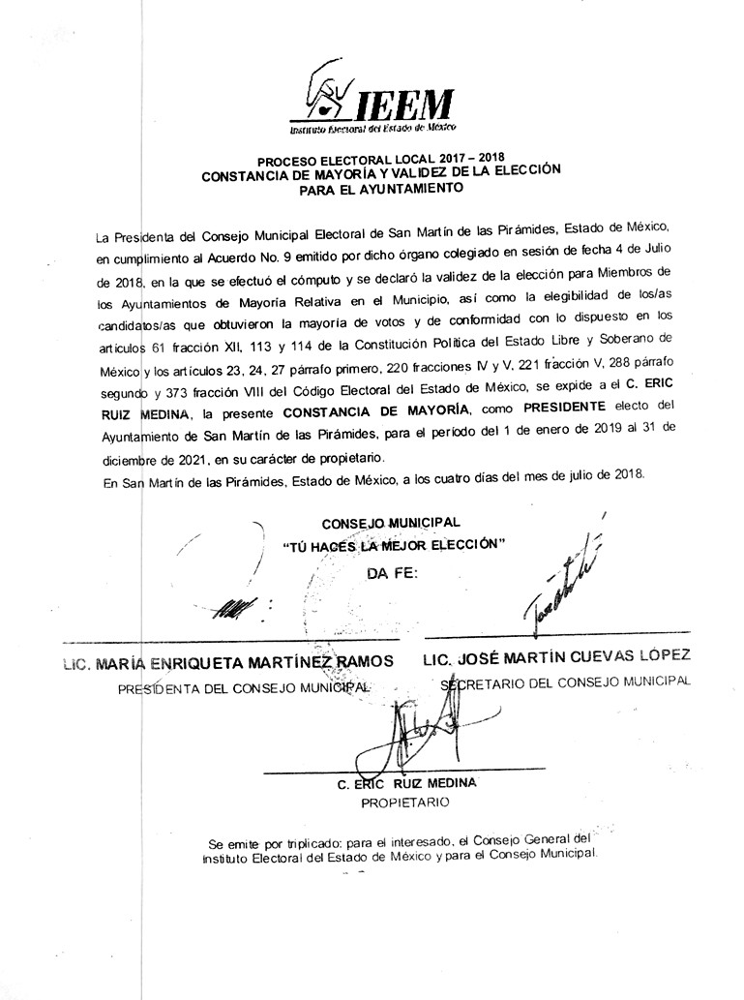 IEEM
Instituto Electoral del Estado de México
PROCESO ELECTORAL LOCAL 2017 – 2018
CONSTANCIA DE MAYORÍA Y VALIDEZ DE LA ELECCIÓN
PARA EL AYUNTAMIENTO
La Presidenta del Consejo Municipal Electoral de San Martín de las Pirámides, Estado de México,
en cumplimiento al Acuerdo No. 9 emitido por dicho órgano colegiado en sesión de fecha 4 de Julio
de 2018, en la que se efectuó el cómputo y se declaró la validez de la elección para Miembros de
los Ayuntamientos de Mayoría Relativa en el Municipio, así como la elegibilidad de los/as
candidatos/as que obtuvieron la mayoría de votos y de conformidad con lo dispuesto en los
artículos 61 fracción XII, 113 y 114 de la Constitución Política del Estado Libre y Soberano de
México y los artículos 23, 24, 27 párrafo primero, 220 fracciones IV y V, 221 fracción V, 288 párrafo
segundo y 373 fracción VIII del Código Electoral del Estado de México, se expide a el C. ERIC
RUIZ MEDINA, la presente CONSTANCIA DE MAYORÍA, como PRESIDENTE electo del
Ayuntamiento de San Martín de las Pirámides, para el período del 1 de enero de 2019 al 31 de
diciembre de 2021, en su carácter de propietario.
En San Martín de las Pirámides, Estado de México, a los cuatro días del mes de julio de 2018.
CONSEJO MUNICIPAL
“TÚ HACES LA MEJOR ELECCIÓN”
DA FE:
LIC. MARÍA ENRIQUETA MARTÍNEZ RAMOS
PRESIDENTA DEL CONSEJO MUNICIPAL
LIC. JOSÉ MARTÍN CUEVAS LÓPEZ
SECRETARIO DEL CONSEJO MUNICIPAL
C. ERIC RUIZ MEDINA
PROPIETARIO
Se emite por triplicado: para el interesado, el Consejo General del
Instituto Electoral del Estado de México y para el Consejo Municipal.